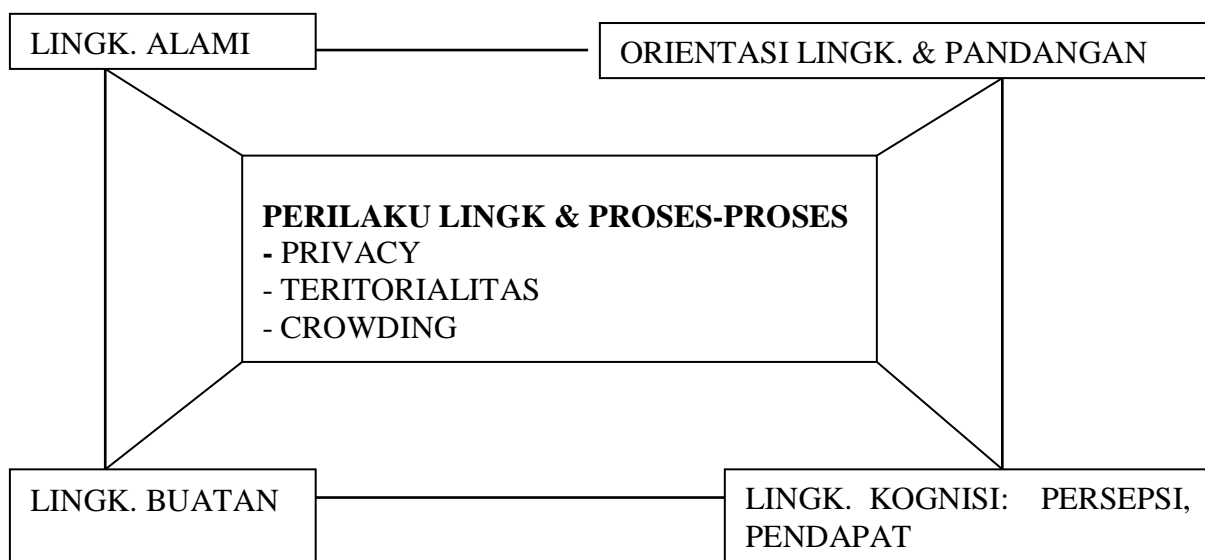 LINGK. ALAMI
ORIENTASI LINGK. & PANDANGAN
PERILAKU LINGK & PROSES-PROSES
- PRIVACY
- TERITORIALITAS
- CROWDING
LINGK. BUATAN
LINGK. KOGNISI: PERSEPSI,
PENDAPAT